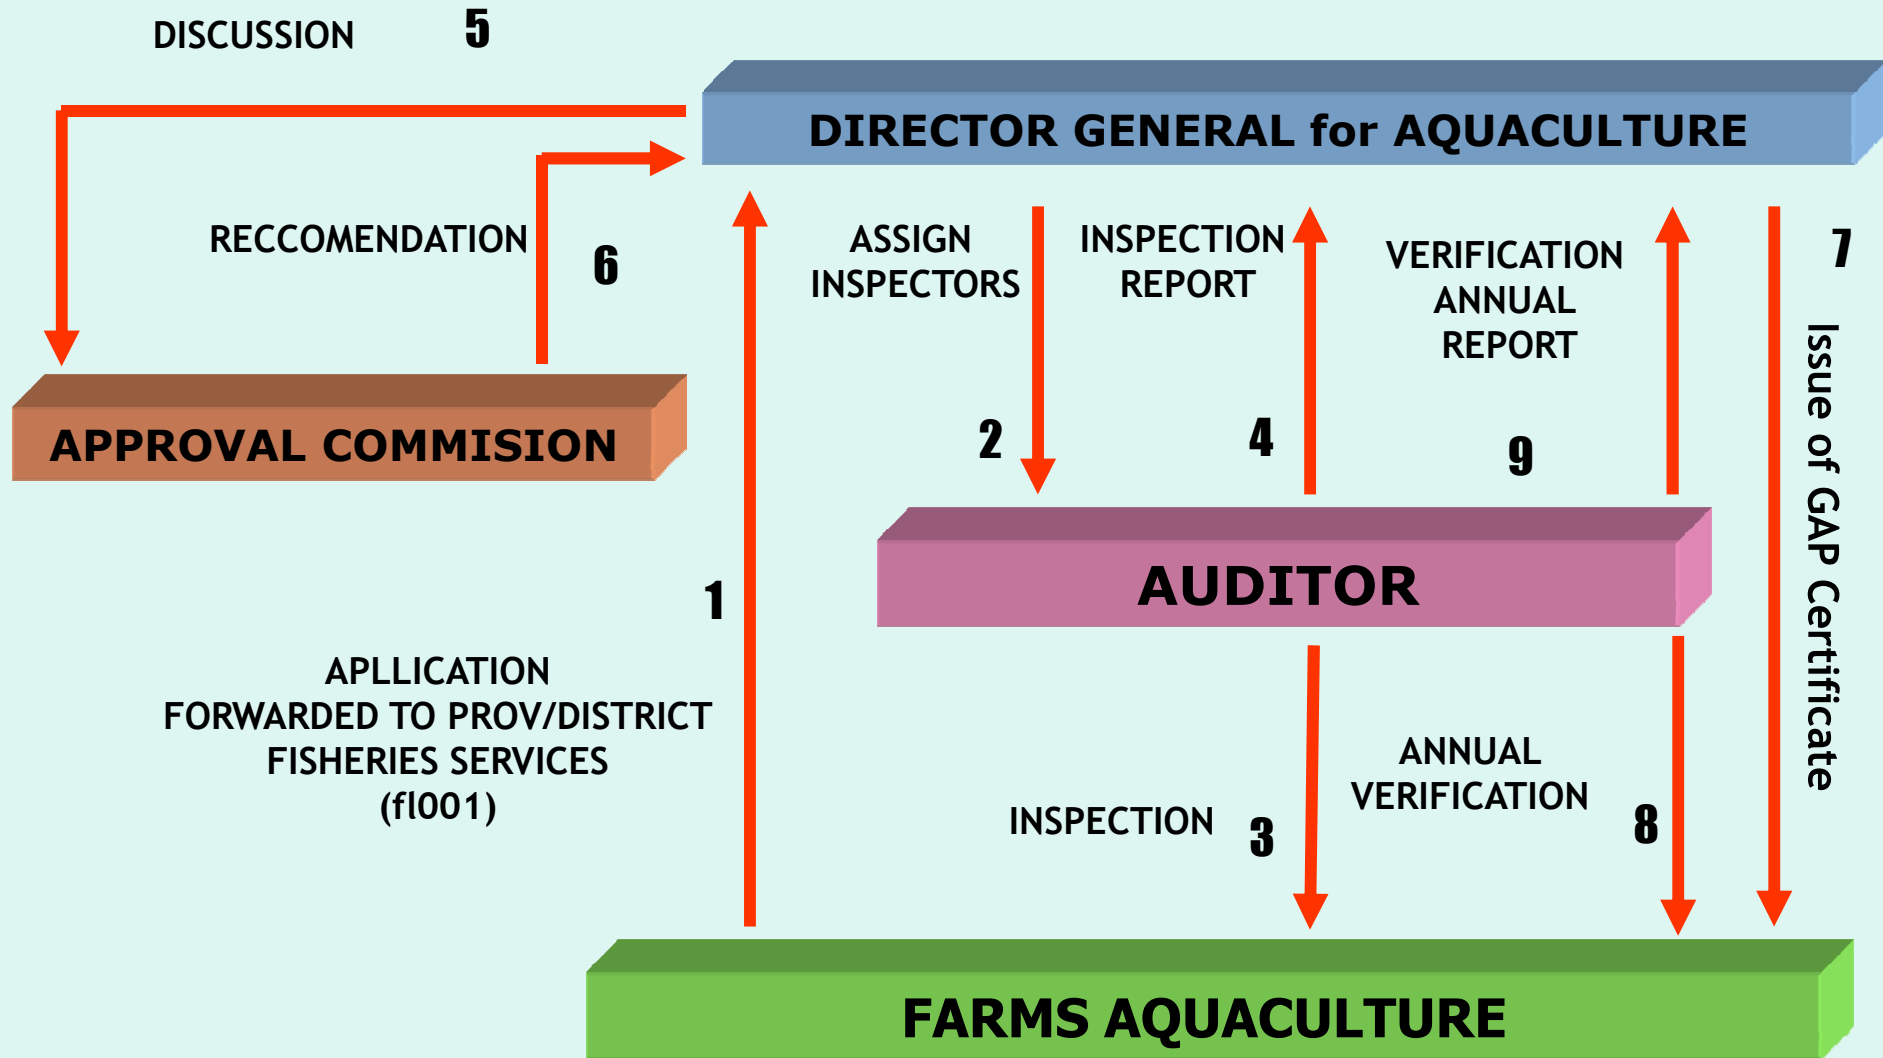 DISCUSSION
5
DIRECTOR GENERAL for AQUACULTURE
RECCOMENDATION
6
ASSIGN
INSPECTORS
INSPECTION
REPORT
VERIFICATION
ANNUAL
REPORT
7
Issue of GAP Certificate
APPROVAL COMMISION
2
4
9
AUDITOR
1
APLLICATION
FORWARDED TO PROV/DISTRICT
FISHERIES SERVICES
(fl001)
INSPECTION
3
ANNUAL
VERIFICATION
8
FARMS AQUACULTURE